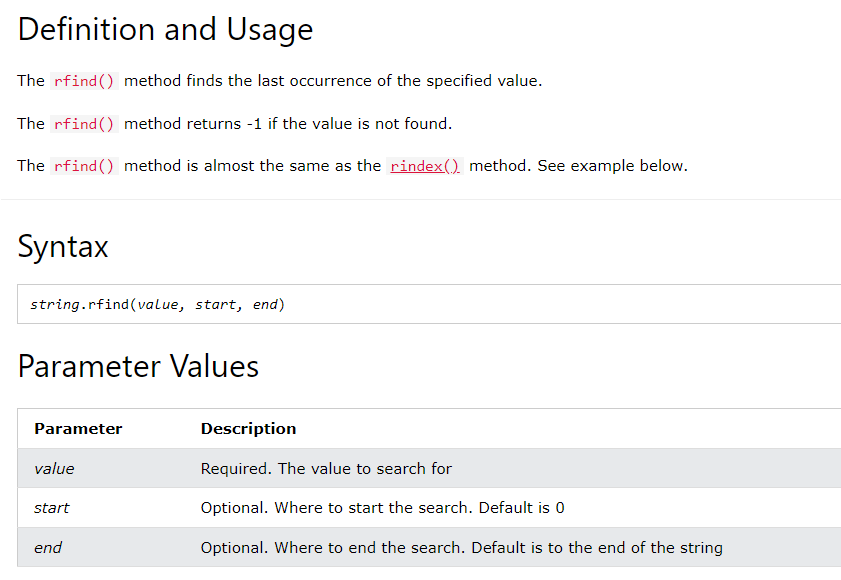 Definition and Usage
The rfind() method finds the last occurrence of the specified value.
The rfind() method returns -1 if the value is not found.
The rfind() method is almost the same as the rindex() method. See example below.
Syntax
string.rfind(value, start, end)
Parameter Values
Parameter Description
value Required. The value to search for
start Optional. Where to start the search. Default is 0
end Optional. Where to end the search. Default is to the end of the string